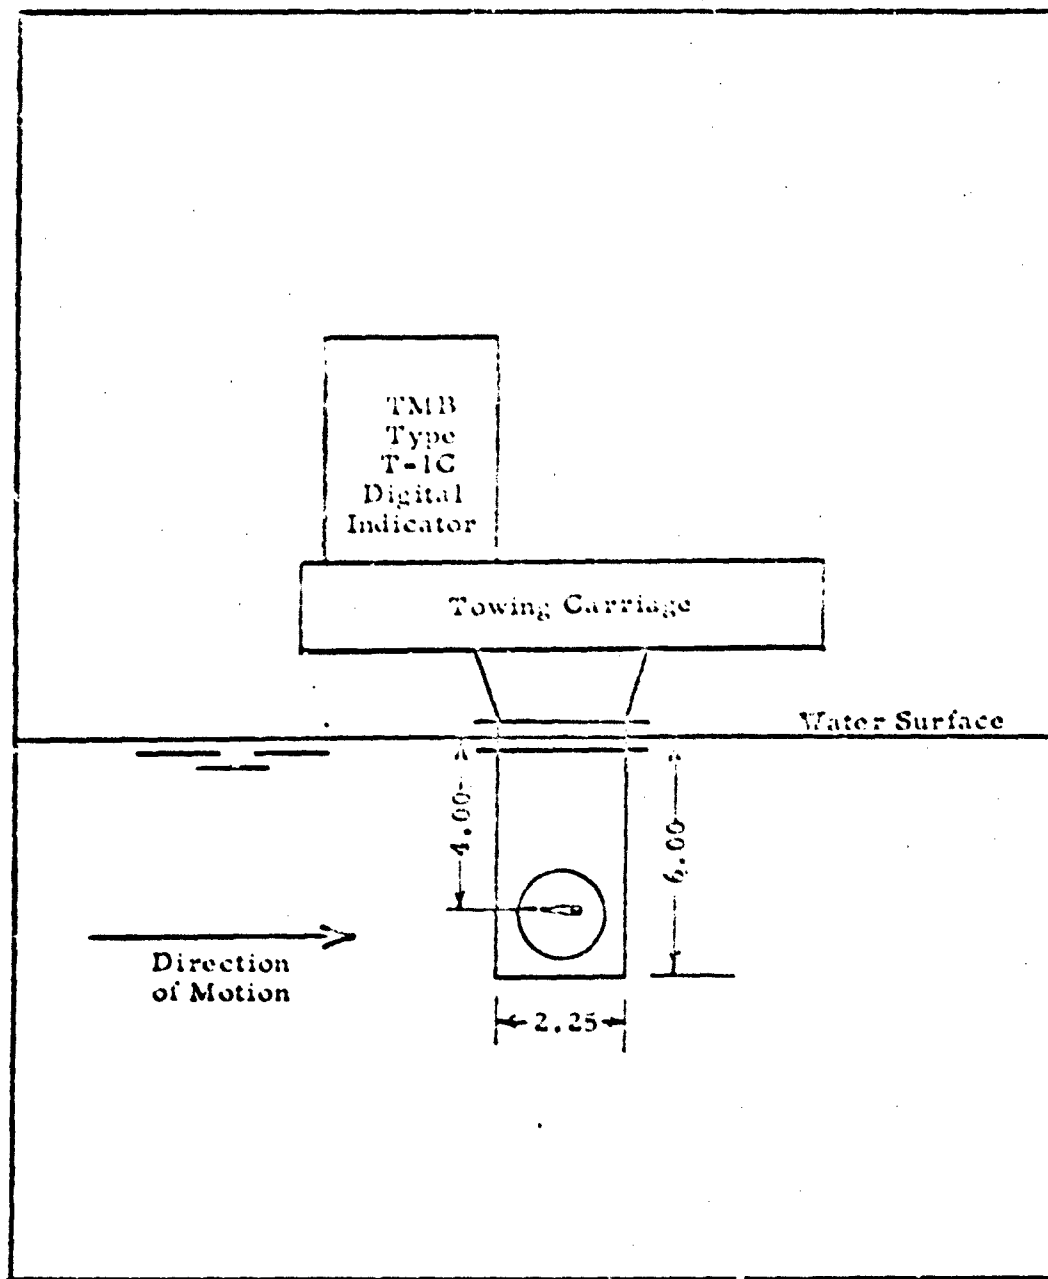 TMB
Type
T-1C
Digital
Indicator
Towing Carriage
Water Surface
4.00
6.00
Direction
of Motion
2.25